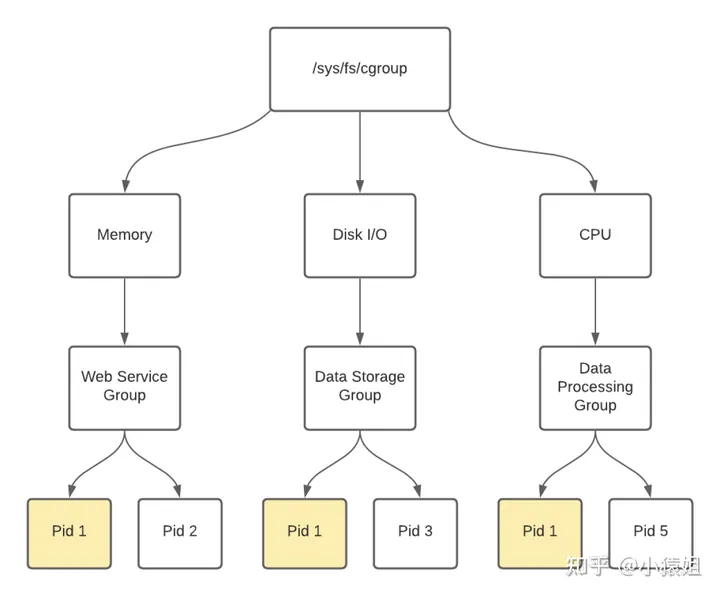 /sys/fs/cgroup
Memory
Disk I/O
CPU
Web Service
Group
Data Storage
Group
Data
Processing
Group
Pid 1
Pid 2
Pid 1
Pid 3
Pid 1
Pid 5
知乎 @小猿姐